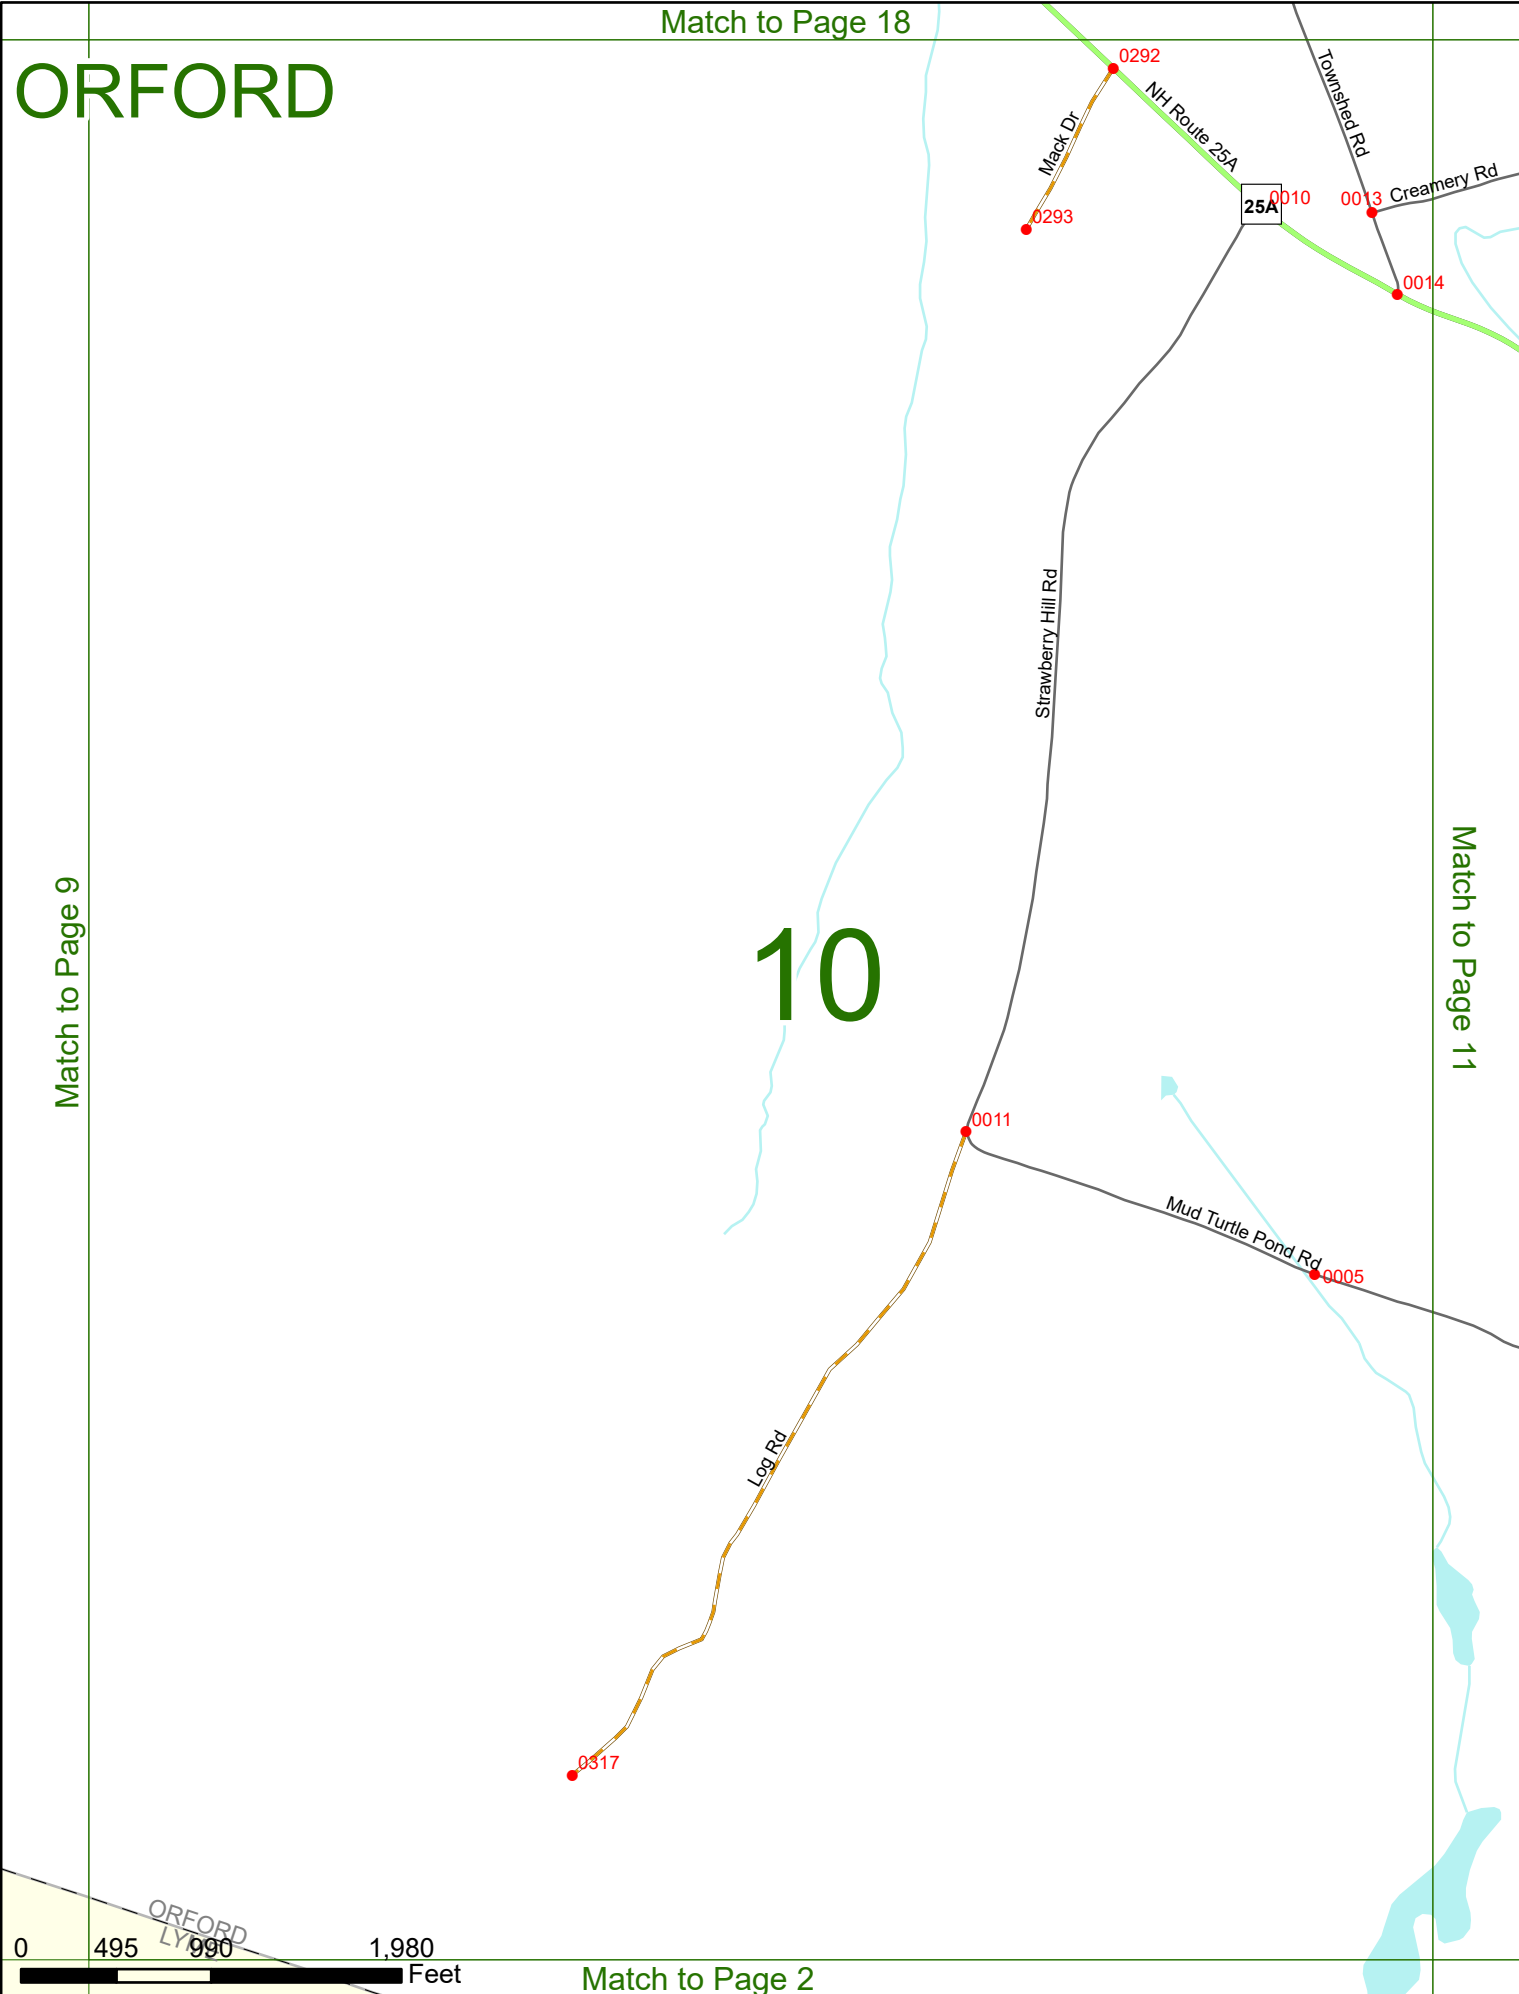 Match to Page 18
ORFORD
0292
Mack Dr
NH Route 25A
Townshed Rd
Creamery Rd
0293
25A
0010
0013
0014
Strawberry Hill Rd
Match to Page 9
10
Match to Page 11
0011
Mud Turtle Pond Rd
0005
Log Rd
0317
ORFORD
LYME
0 495 990 1,980
Feet
Match to Page 2